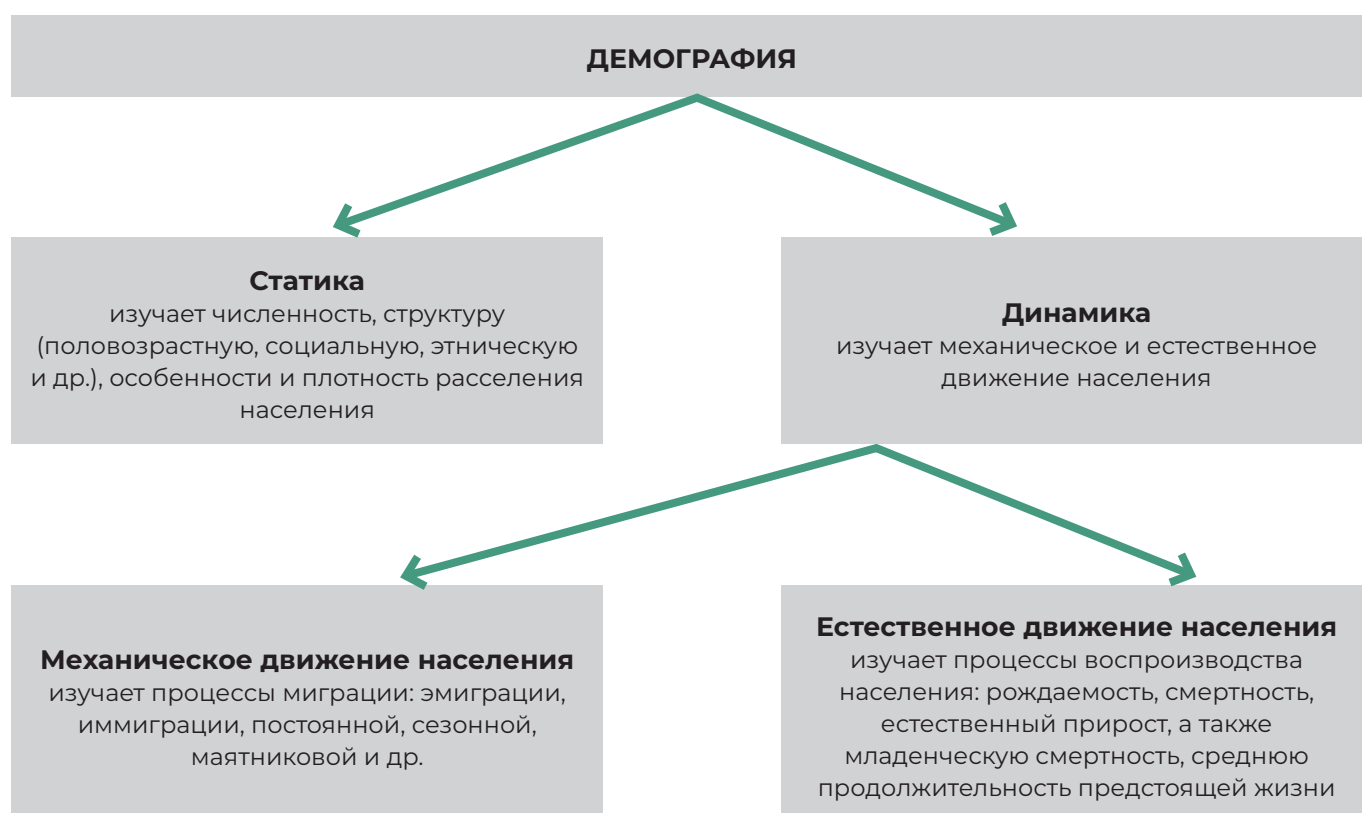 ДЕМОГРАФИЯ
Статика
изучает численность, структуру
(половозрастную, социальную, этническую
и др.), особенности и плотность расселения
населения
Динамика
изучает механическое и естественное
движение населения
Механическое движение населения
изучает процессы миграции: эмиграции,
иммиграции, постоянной, сезонной,
маятниковой и др.
Естественное движение населения
изучает процессы воспроизводства
населения: рождаемость, смертность,
естественный прирост, а также
младенческую смертность, среднюю
продолжительность предстоящей жизни